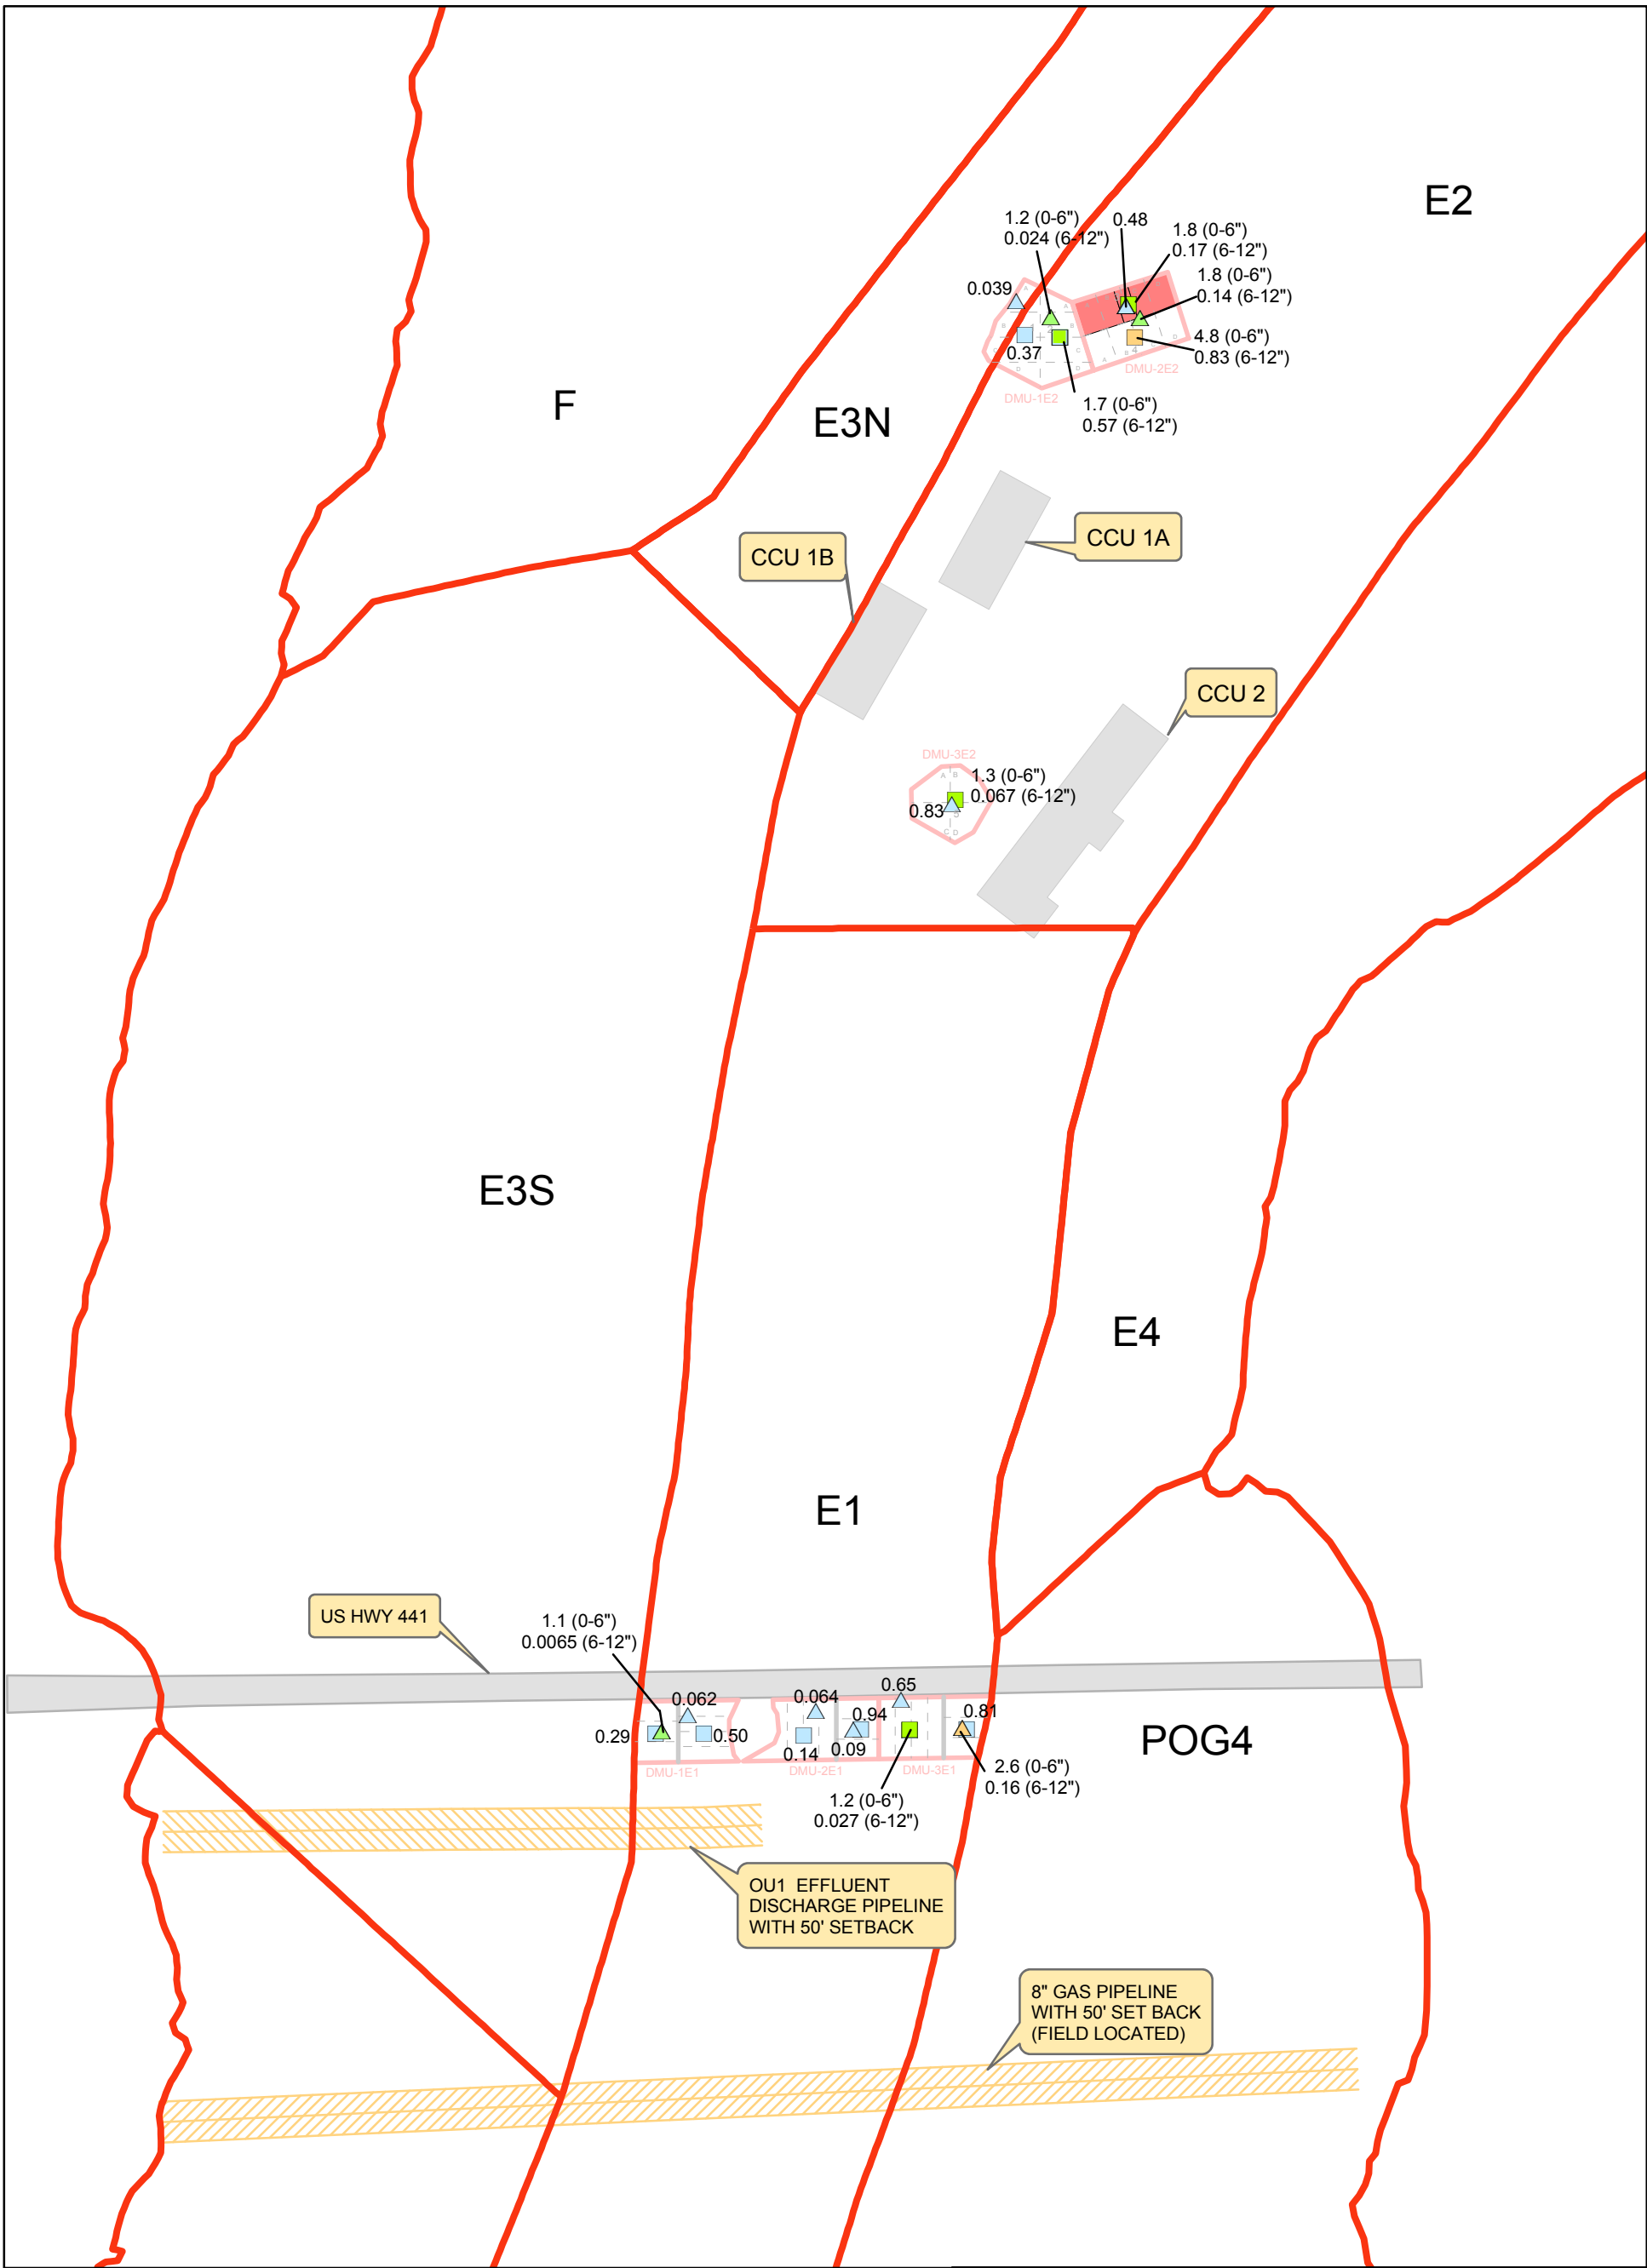 E2
1.2 (0-6")
0.024 (6-12")
0.48
1.8 (0-6")
0.17 (6-12")
1.8 (0-6")
0.14 (6-12")
0.039
0.37
4.8 (0-6")
0.83 (6-12")
DMU-2E2
DMU-1E2
1.7 (0-6")
0.57 (6-12")
F
E3N
CCU 1A
CCU 1B
CCU 2
DMU-3E2
A B
1.3 (0-6")
0.067 (6-12")
0.83
C D
E3S
E4
E1
US HWY 441
1.1 (0-6")
0.0065 (6-12")
0.062
0.064
0.65
0.94
0.81
0.29
0.50
0.14
0.09
POG4
DMU-1E1
DMU-2E1
DMU-3E1
2.6 (0-6")
0.16 (6-12")
1.2 (0-6")
0.027 (6-12")
OU1 EFFLUENT
DISCHARGE PIPELINE
WITH 50' SETBACK
8" GAS PIPELINE
WITH 50' SET BACK
(FIELD LOCATED)